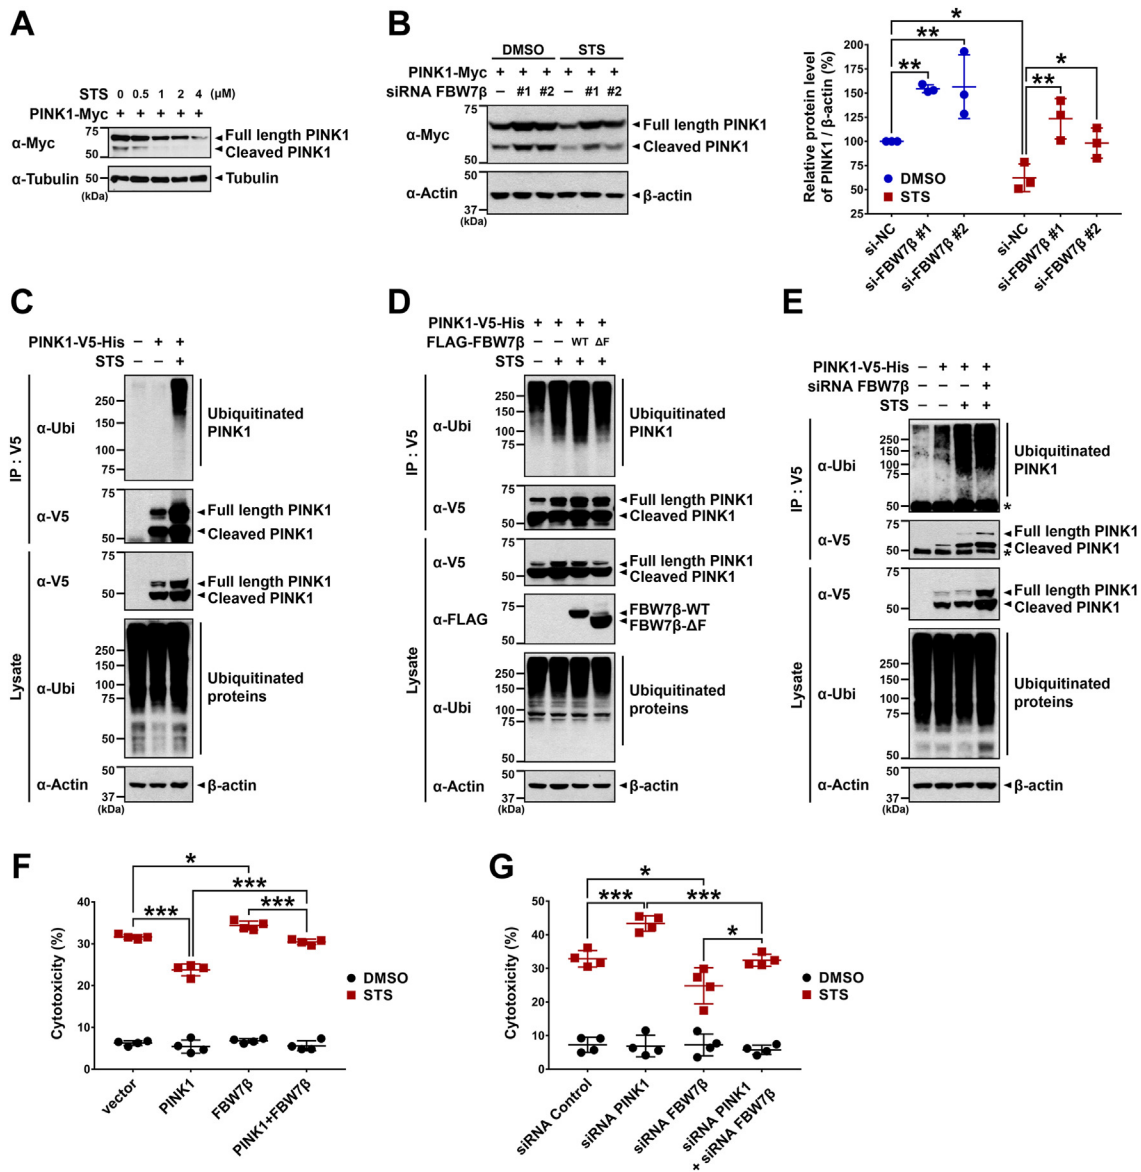 A
STS 0 0.5 1 2 4 (μM)
PINK1-Myc + + + + +
α-Myc
75
50
Full length PINK1
Cleaved PINK1
α-Tubulin
50
Tubulin
(kDa)
B
DMSO STS
PINK1-Myc + + + + + +
siRNA FBW7β – #1 #2 – #1 #2
α-Myc
75
50
Full length PINK1
Cleaved PINK1
α-Actin
50
37
β-actin
(kDa)
Relative protein level
of PINK1 / β-actin (%)
200
175
150
125
100
75
50
25
* ** ** * **
DMSO
STS
si-NC
si-FBW7β #1
si-FBW7β #2
si-NC
si-FBW7β #1
si-FBW7β #2
C
PINK1-V5-His – + +
STS – – +
IP : V5
α-Ubi
250
150
100
75
Ubiquitinated
PINK1
α-V5
75
50
Full length PINK1
Cleaved PINK1
Lysate
α-V5
75
50
Full length PINK1
Cleaved PINK1
α-Ubi
250
150
100
75
50
Ubiquitinated
proteins
α-Actin
50
37
β-actin
(kDa)
D
PINK1-V5-His + + + +
FLAG-FBW7β – – WT ΔF
STS – + + +
IP : V5
α-Ubi
250
150
100
75
Ubiquitinated
PINK1
α-V5
75
50
Full length PINK1
Cleaved PINK1
Lysate
α-V5
75
50
Full length PINK1
Cleaved PINK1
α-FLAG
75
50
FBW7β-WT
FBW7β-ΔF
α-Ubi
250
150
100
75
50
Ubiquitinated
proteins
α-Actin
50
37
β-actin
(kDa)
E
PINK1-V5-His – + + +
siRNA FBW7β – – – +
STS – – + +
IP : V5
α-Ubi
250
150
100
75
50
Ubiquitinated
PINK1
*
α-V5
75
50
Full length PINK1
Cleaved PINK1
*
Lysate
α-V5
75
50
Full length PINK1
Cleaved PINK1
α-Ubi
250
150
100
75
50
Ubiquitinated
proteins
α-Actin
50
37
β-actin
(kDa)
F
Cytotoxicity (%)
40
30
20
10
0
* *** *** ***
DMSO
STS
vector
PINK1
FBW7β
PINK1+FBW7β
G
Cytotoxicity (%)
50
40
30
20
10
0
* *** *** *
DMSO
STS
siRNA Control
siRNA PINK1
siRNA FBW7β
siRNA PINK1
+ siRNA FBW7β